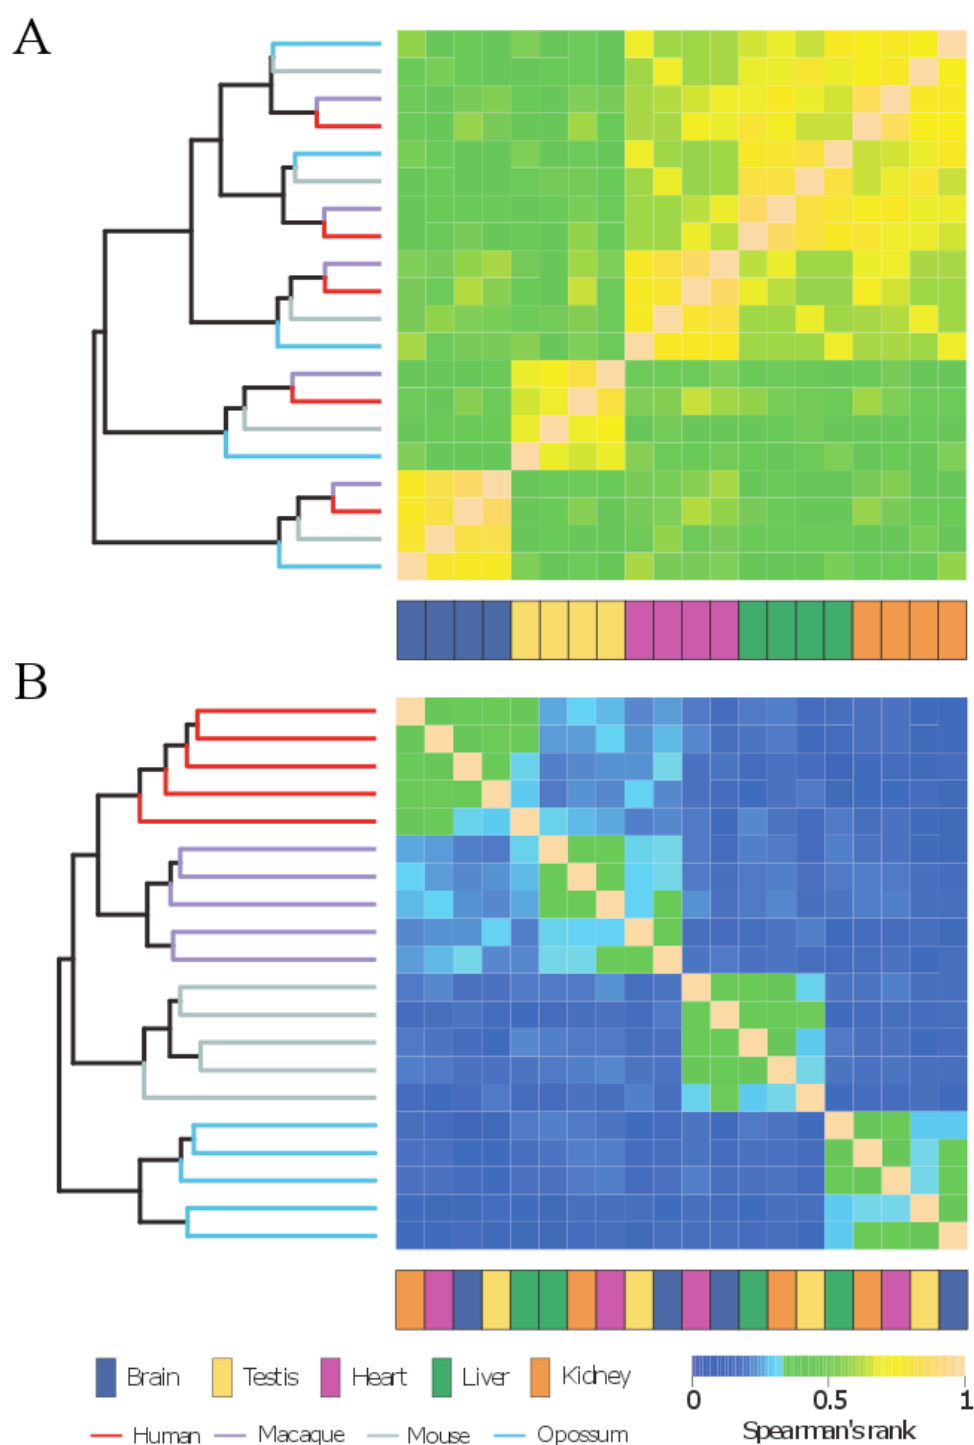 A
B
Brain Testis Heart Liver Kidney
0 0.5 1
Spearman's rank
Human Macaque Mouse Opossum